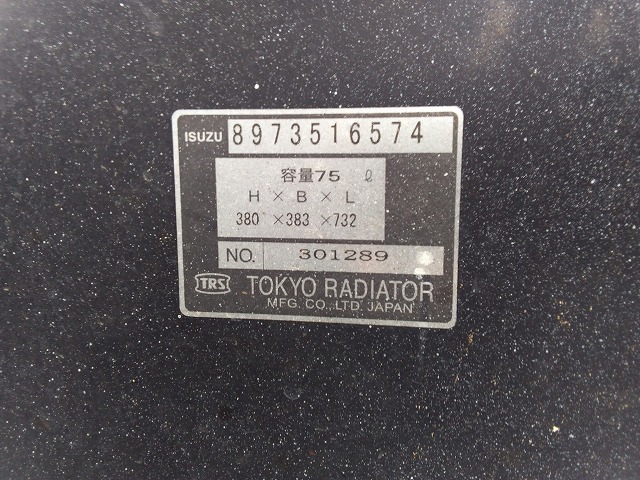 ISUZU 8973516574
容量75 ℓ
H × B × L
380 ×383 ×732
NO. 301289
TRS TOKYO RADIATOR
MFG. CO., LTD. JAPAN